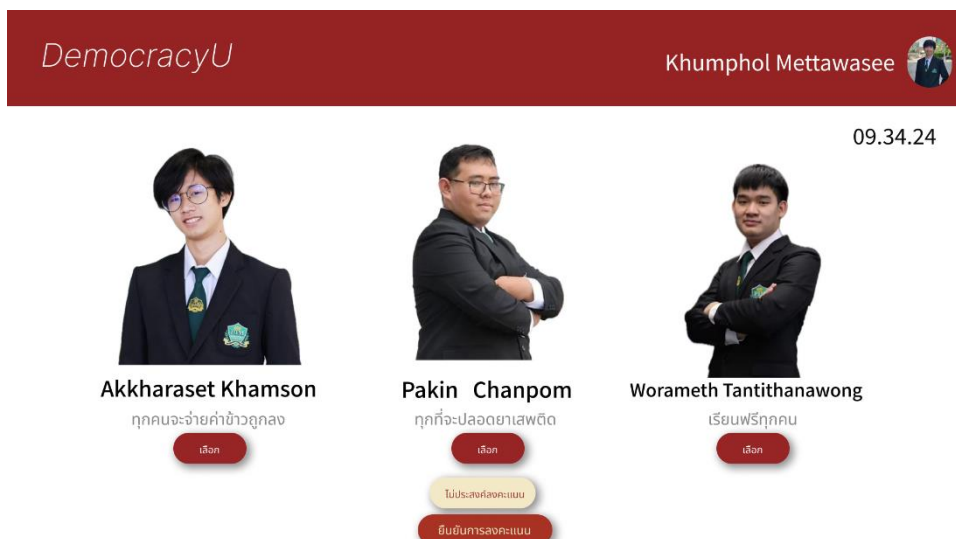 DemocracyU
Khumphol Mettawasee
09.34.24
Akkharaset Khamson
ทุกคนจะจ่ายค่าข้าวถูกลง
เลือก
Pakin Chanpom
ทุกที่จะปลอดยาเสพติด
เลือก
Worameth Tantithanawong
เรียนฟรีทุกคน
เลือก
ไม่ประสงค์ลงคะแนน
ยืนยันการลงคะแนน